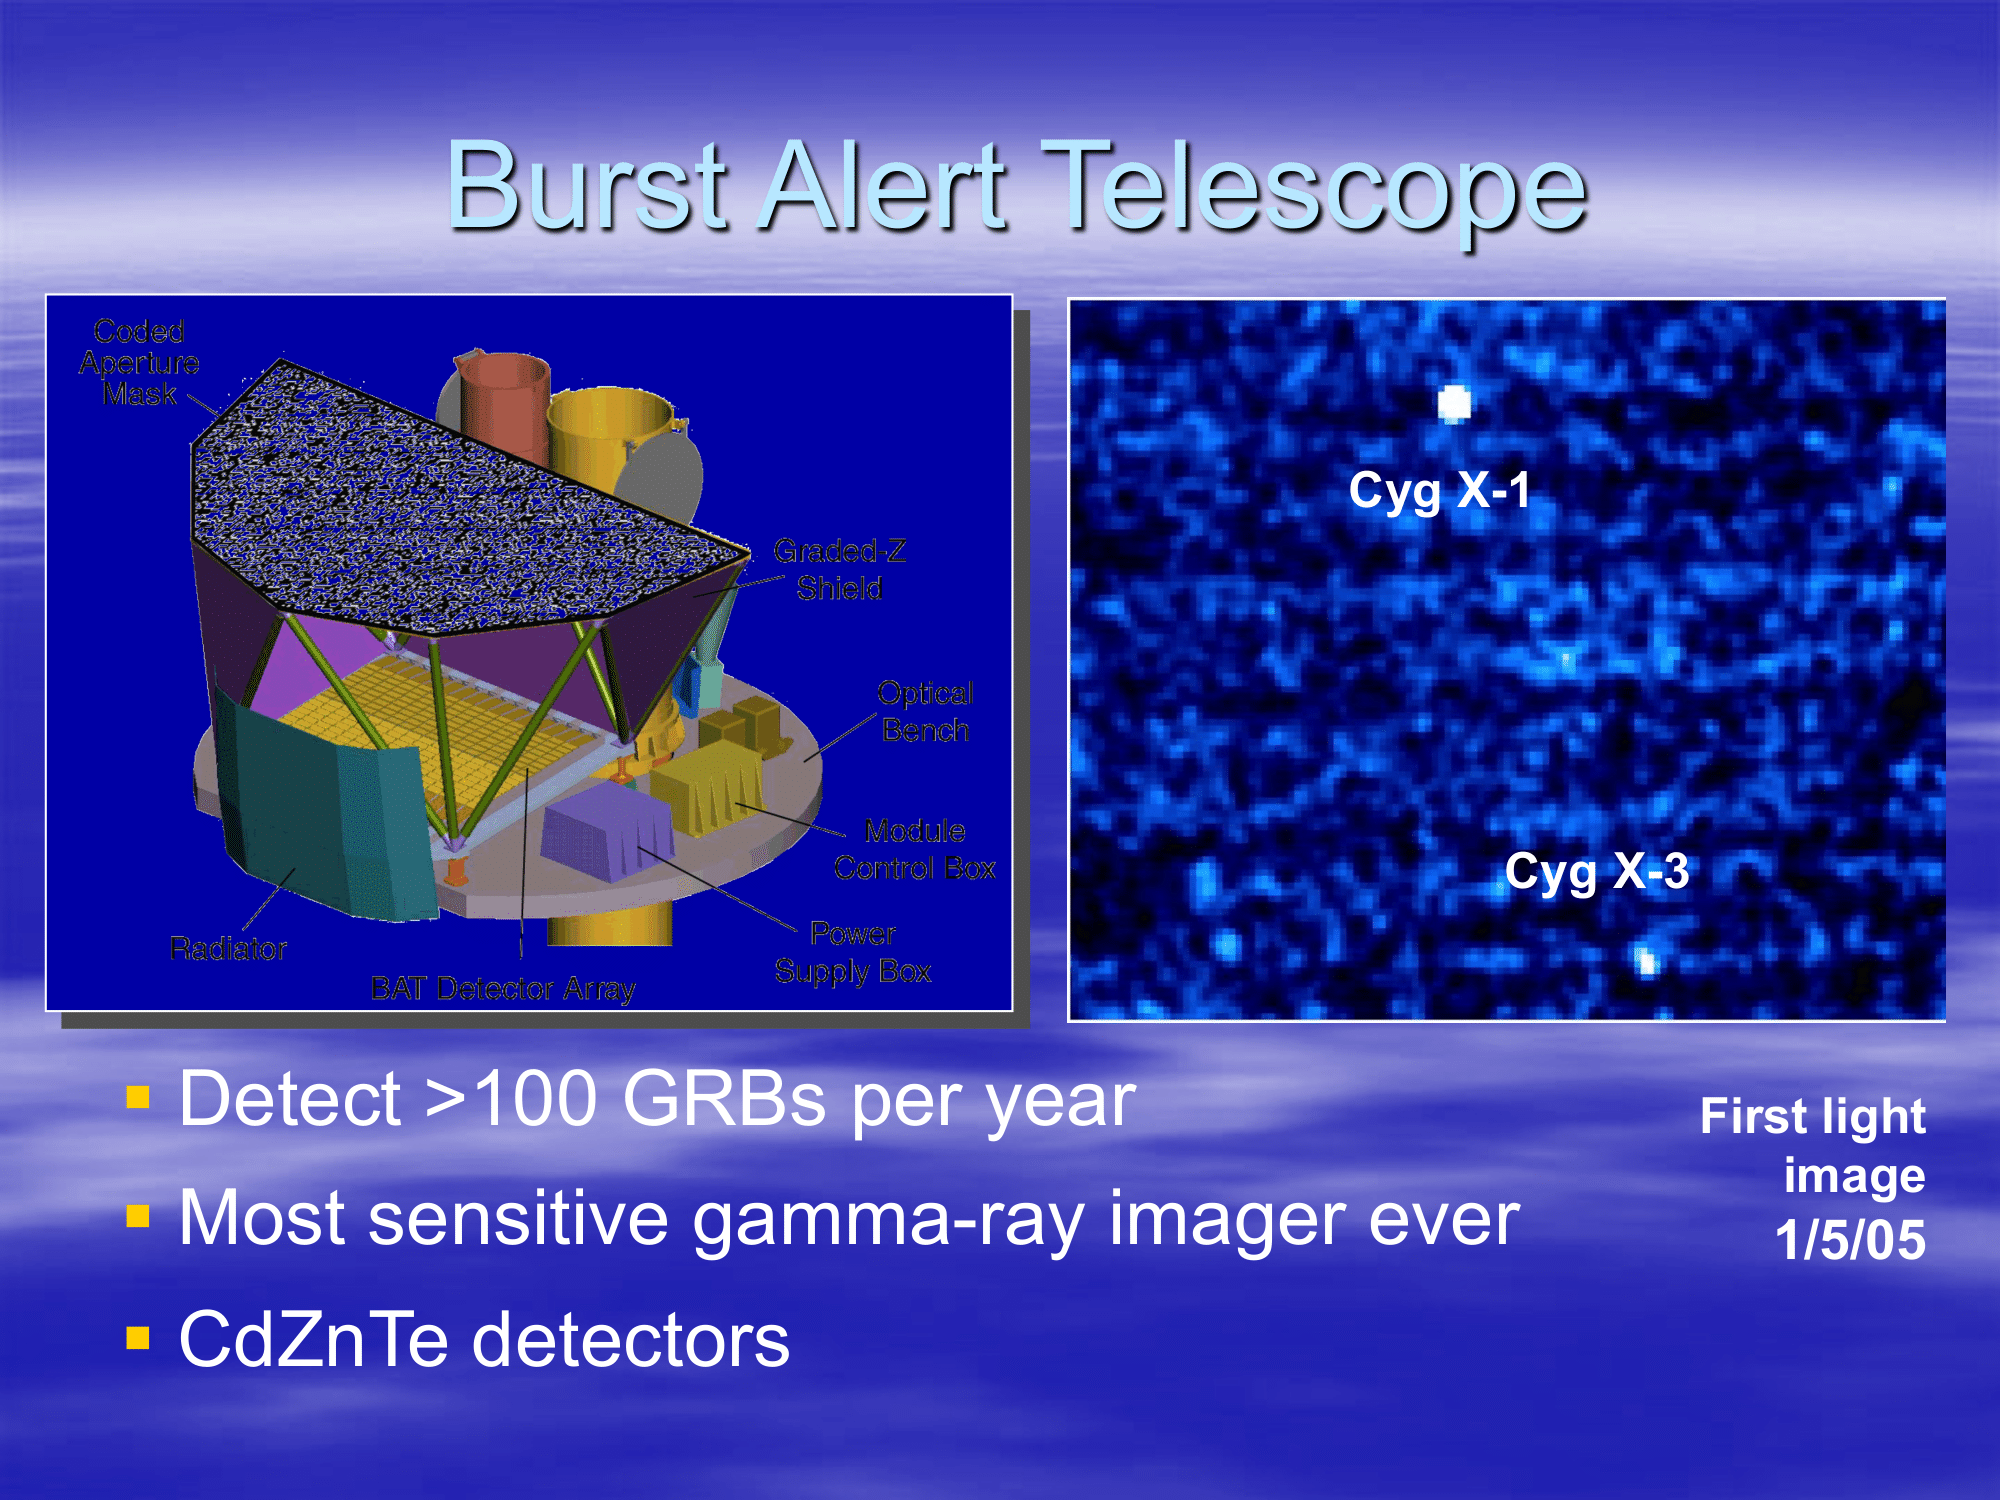 Burst Alert Telescope
Coded
Aperture
Mask
Graded-Z
Shield
Optical
Bench
Module
Control Box
Power
Supply Box
BAT Detector Array
Radiator
Cyg X-1
Cyg X-3
Detect >100 GRBs per year
Most sensitive gamma-ray imager ever
CdZnTe detectors
First light
image
1/5/05